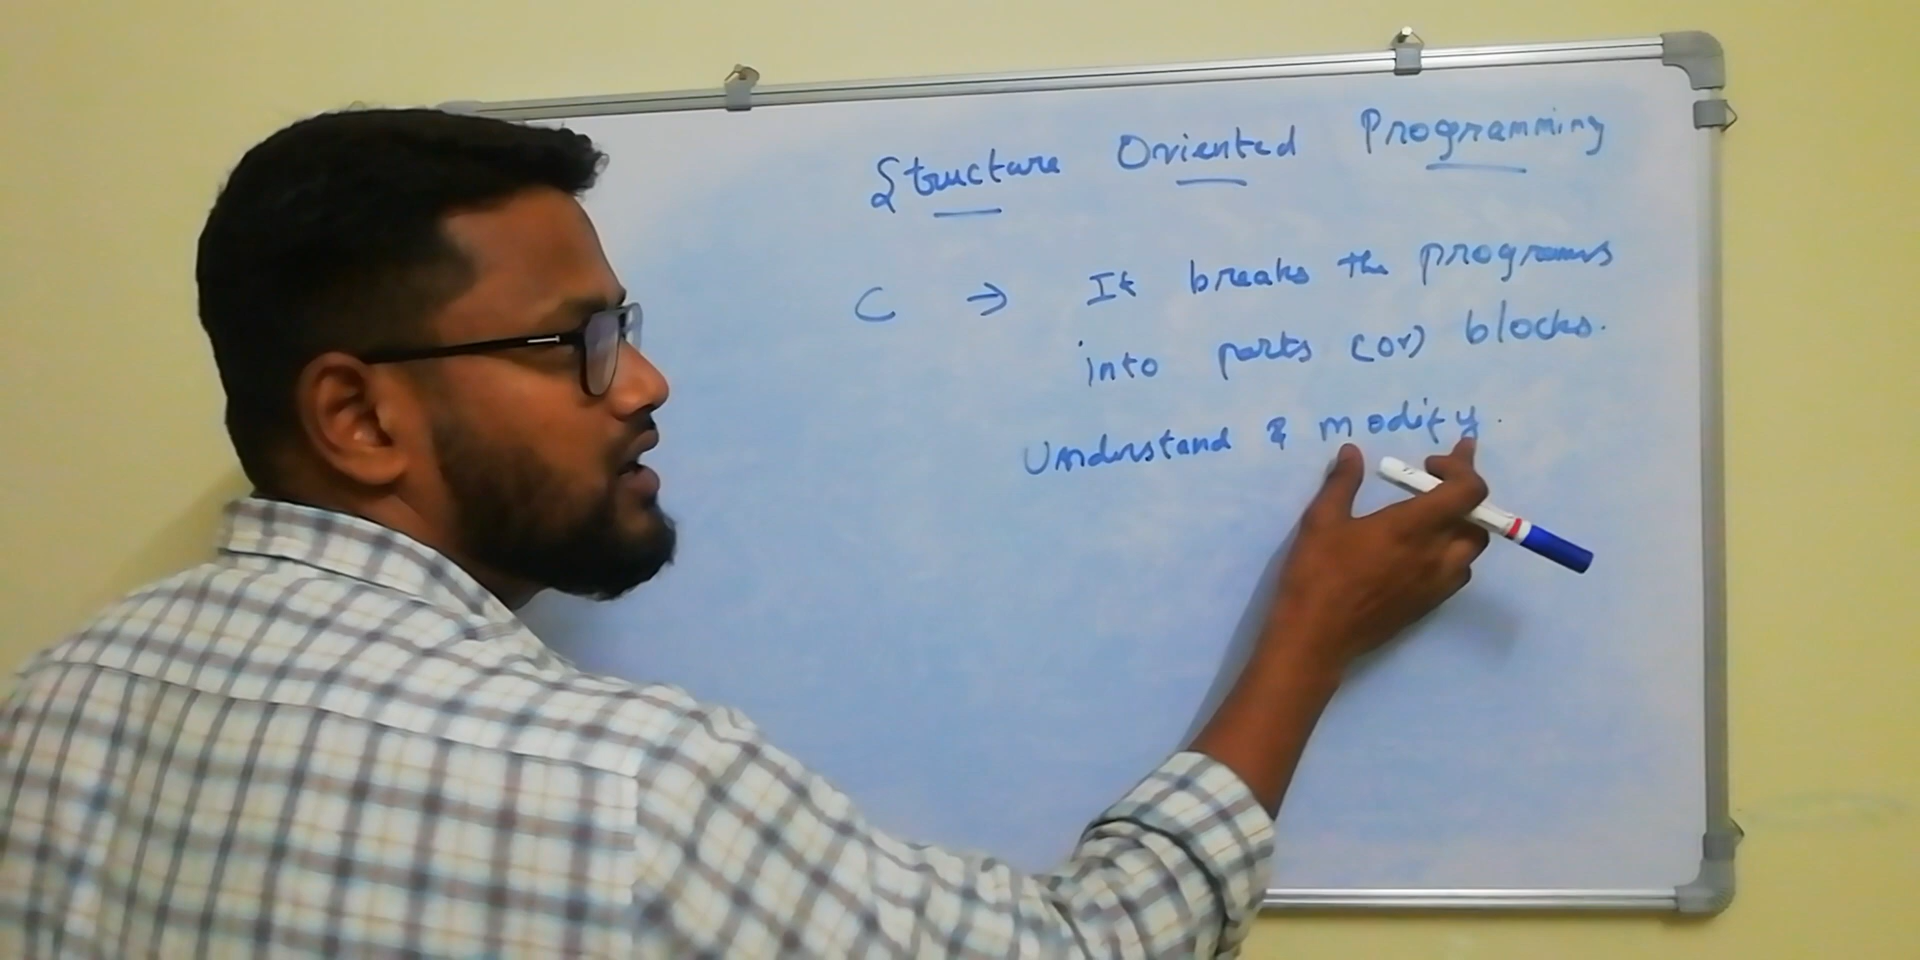 Structure Oriented Programming
C → It breaks the programs
into parts (or) blocks.
Understand & modify.